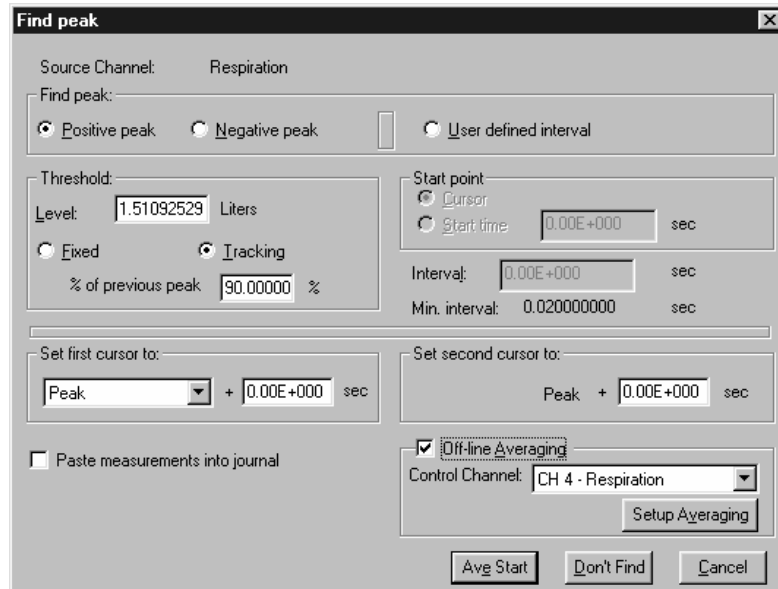 Find peak
Source Channel: Respiration
Find peak:
Positive peak Negative peak User defined interval
Threshold:
Level: 1.51092529 Liters
Fixed Tracking
% of previous peak 90.00000 %
Start point
Cursor
Start time 0.00E+000 sec
Interval: 0.00E+000 sec
Min. interval: 0.020000000 sec
Set first cursor to:
Peak + 0.00E+000 sec
Set second cursor to:
Peak + 0.00E+000 sec
Paste measurements into journal
Off-line Averaging
Control Channel: CH 4 - Respiration
Setup Averaging
Ave Start Don't Find Cancel